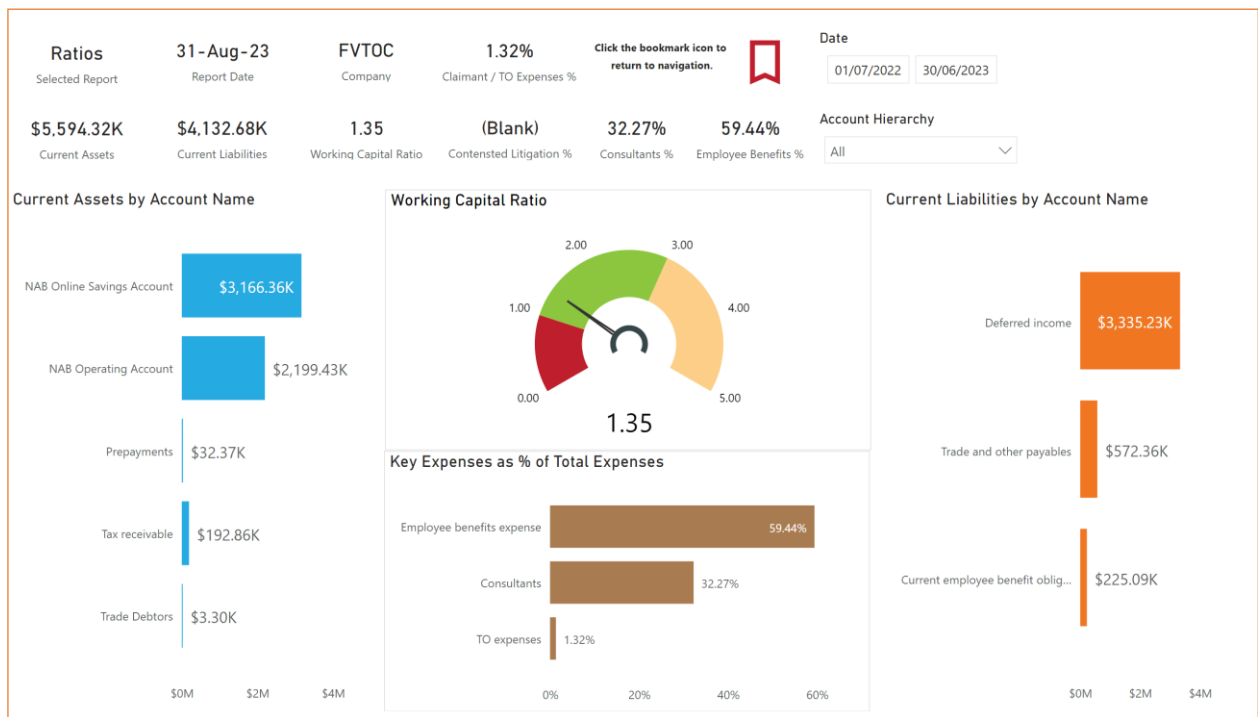 Ratios
Selected Report
31-Aug-23
Report Date
FVTOC
Company
1.32%
Claimant / TO Expenses %
Click the bookmark icon to
return to navigation.
Date
01/07/2022
30/06/2023
$5,594.32K
Current Assets
$4,132.68K
Current Liabilities
1.35
Working Capital Ratio
(Blank)
Contensted Litigation %
32.27%
Consultants %
59.44%
Employee Benefits %
Account Hierarchy
All
Current Assets by Account Name
NAB Online Savings Account
$3,166.36K
NAB Operating Account
$2,199.43K
Prepayments
$32.37K
Tax receivable
$192.86K
Trade Debtors
$3.30K
$0M
$2M
$4M
Working Capital Ratio
0.00
1.00
2.00
3.00
4.00
5.00
1.35
Key Expenses as % of Total Expenses
Employee benefits expense
59.44%
Consultants
32.27%
TO expenses
1.32%
0%
20%
40%
60%
Current Liabilities by Account Name
Deferred income
$3,335.23K
Trade and other payables
$572.36K
Current employee benefit oblig...
$225.09K
$0M
$2M
$4M